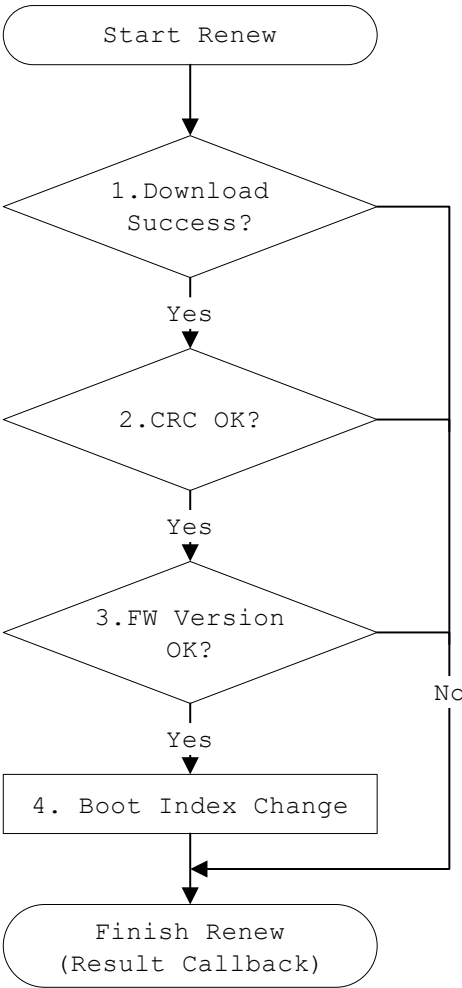 Start Renew
1.Download
Success?
Yes
2.CRC OK?
Yes
3.FW Version
OK?
No
Yes
4. Boot Index Change
Finish Renew
(Result Callback)